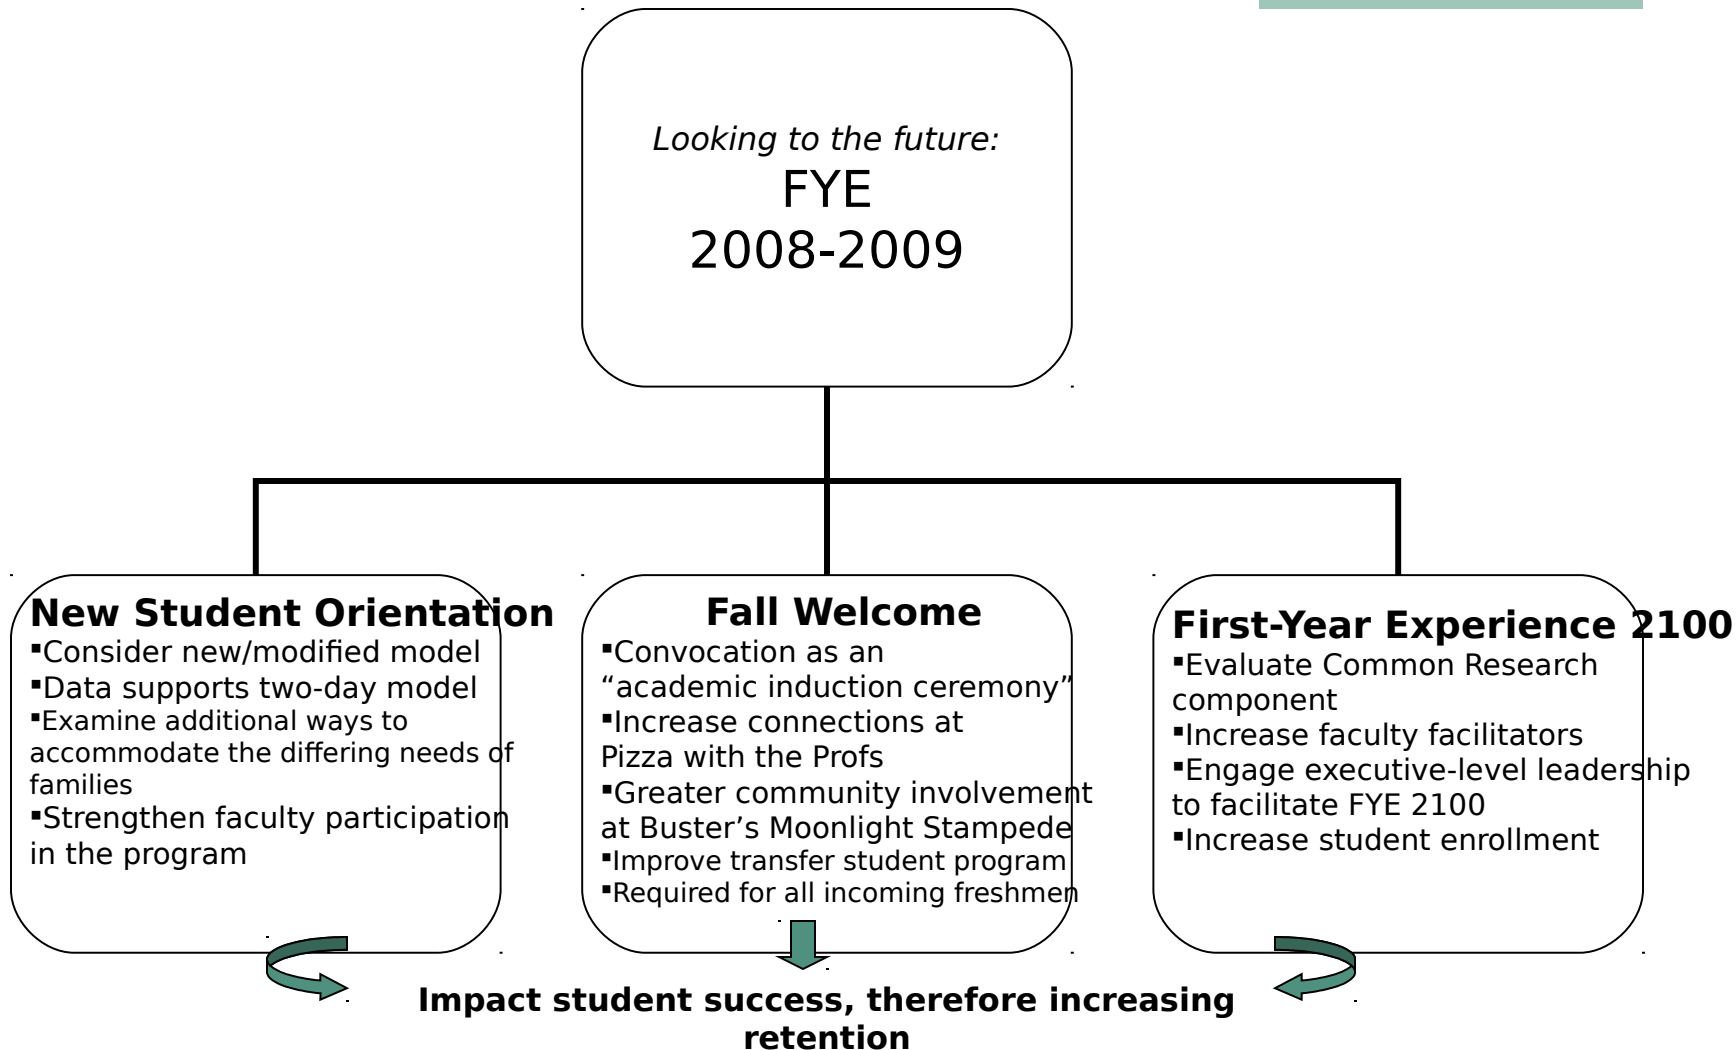 Looking to the future:
FYE
2008-2009
New Student Orientation
▪Consider new/modified model
▪Data supports two-day model
▪Examine additional ways to
accommodate the differing needs of
families
▪Strengthen faculty participation
in the program
Fall Welcome
▪Convocation as an
“academic induction ceremony”
▪Increase connections at
Pizza with the Profs
▪Greater community involvement
at Buster’s Moonlight Stampede
▪Improve transfer student program
▪Required for all incoming freshmen
First-Year Experience 2100
▪Evaluate Common Research
component
▪Increase faculty facilitators
▪Engage executive-level leadership
to facilitate FYE 2100
▪Increase student enrollment
Impact student success, therefore increasing
retention